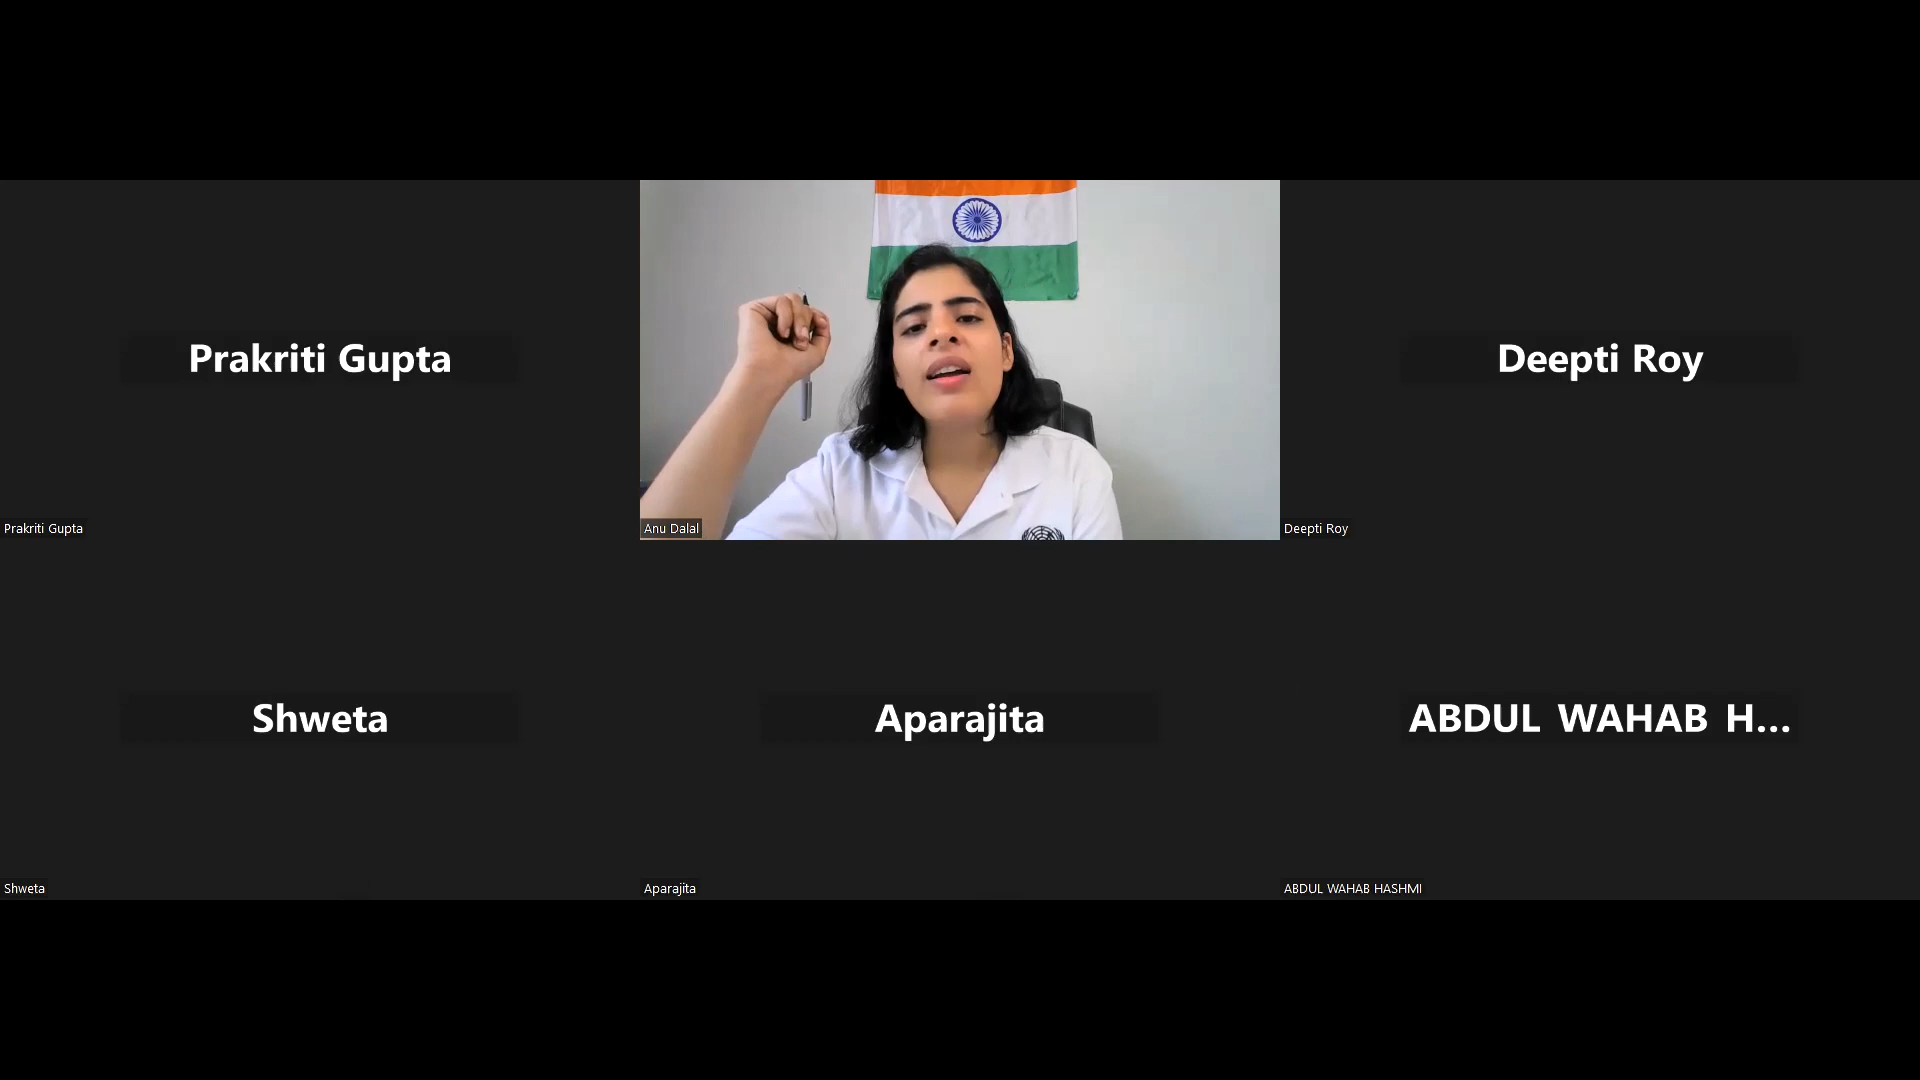 Prakriti Gupta
Prakriti Gupta
Anu Dalal
Deepti Roy
Deepti Roy
Shweta
Shweta
Aparajita
Aparajita
ABDUL WAHAB H...
ABDUL WAHAB HASHMI